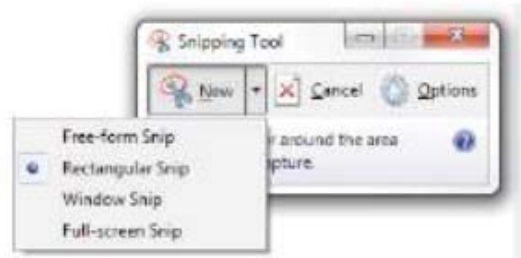 Snipping Tool
New Cancel Options
Free-form Snip
Rectangular Snip
Window Snip
Full-screen Snip
r around the area
pture.